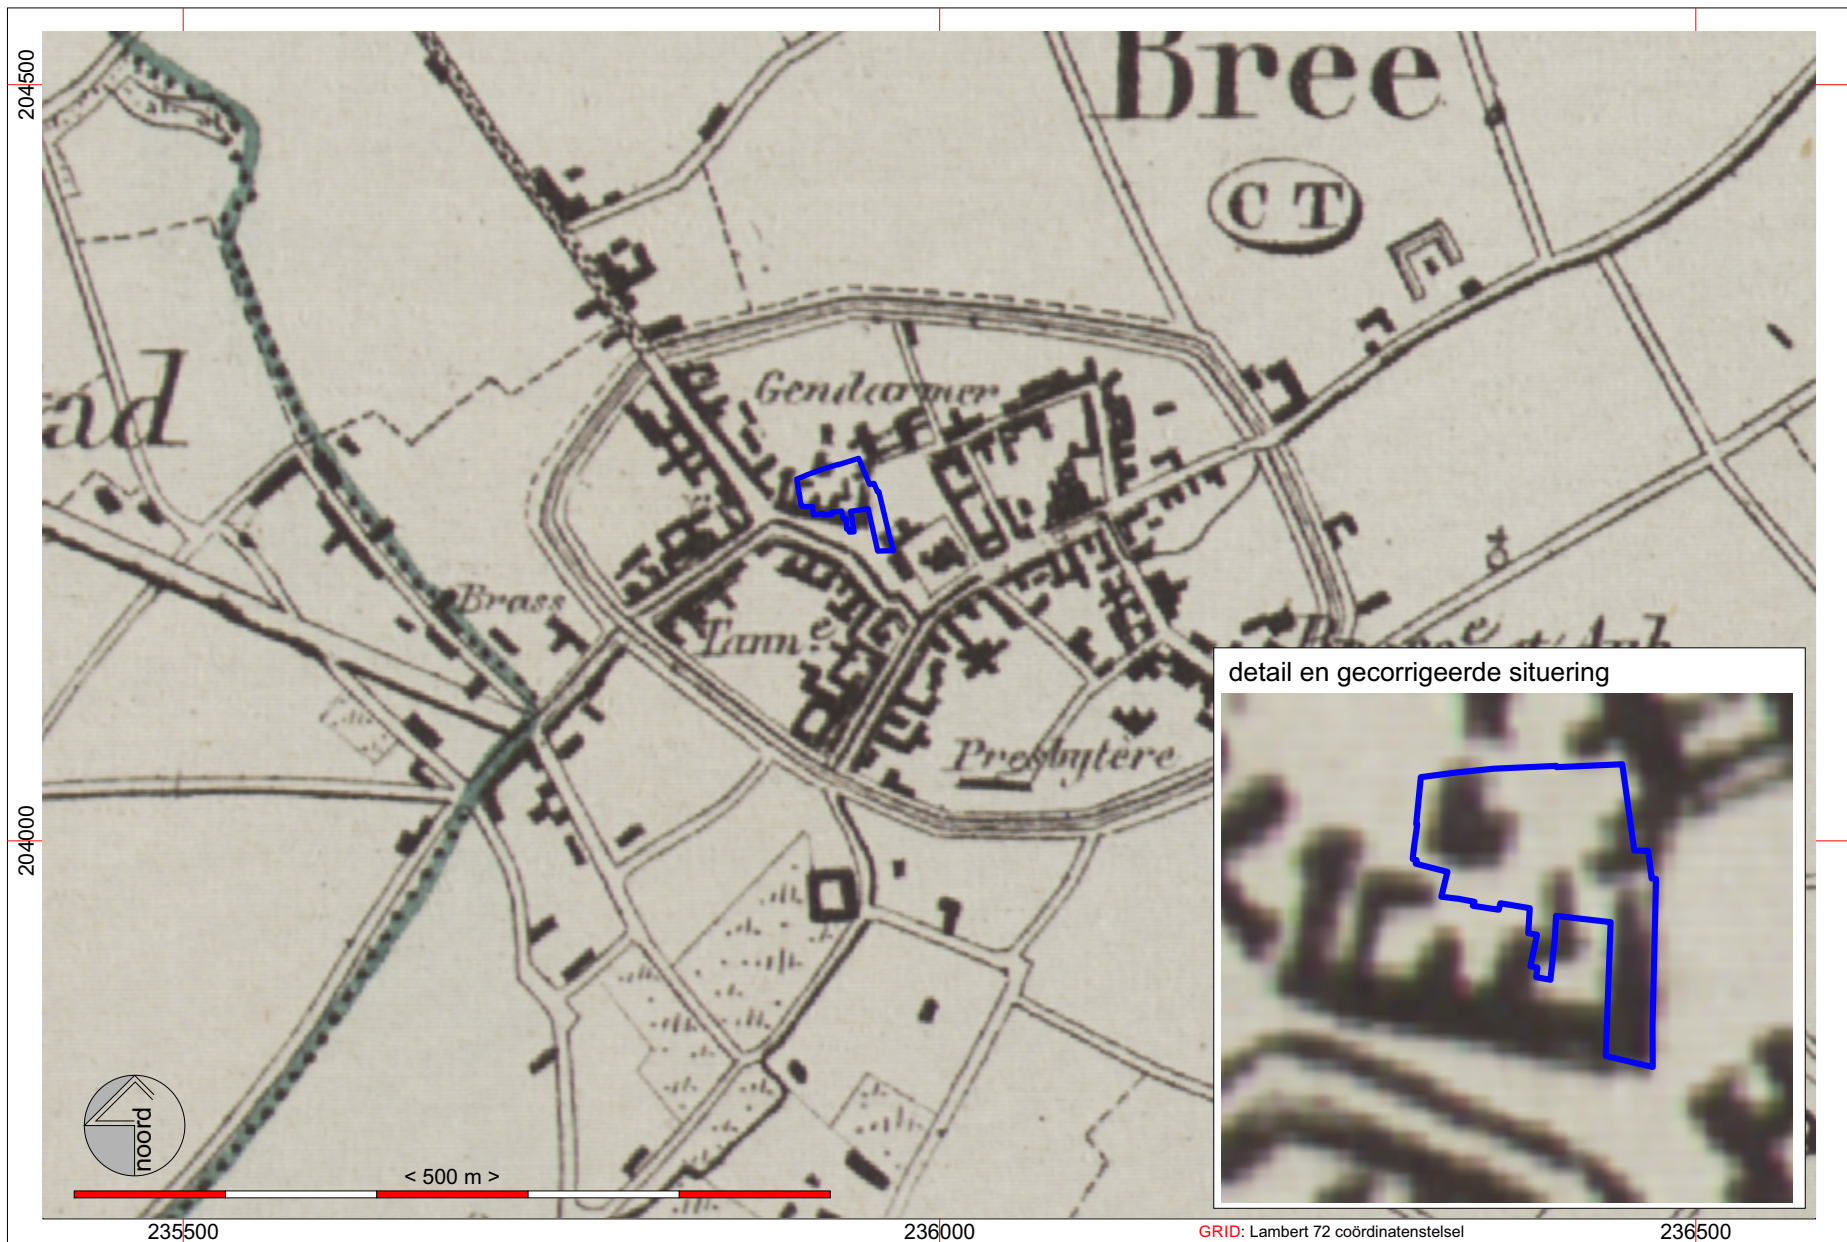 Bree
C T
204500
ad
Gendarmer
Brass
Tann.e
detail en gecorrigeerde situering
Presbytère
204000
noord
< 500 m >
235500
236000
GRID: Lambert 72 coördinatenstelsel
236500